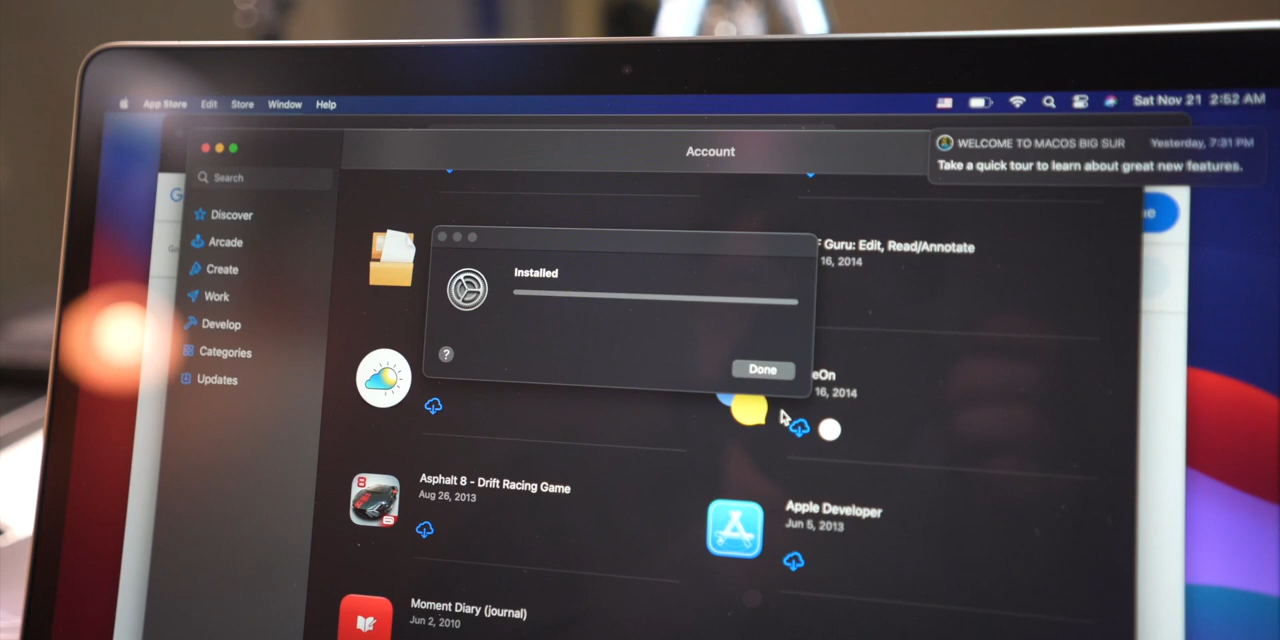 App Store Edit Store Window Help
Sat Nov 21 2:52 AM
WELCOME TO MACOS BIG SUR Yesterday, 7:31 PM
Take a quick tour to learn about great new features.
Account
Search
Discover
Arcade
Create
Work
Develop
Categories
Updates
Installed
?
Done
Guru: Edit, Read/Annotate
16, 2014
eOn
16, 2014
Asphalt 8 - Drift Racing Game
Aug 26, 2013
8
Apple Developer
Jun 5, 2013
Moment Diary (journal)
Jun 2, 2010
G